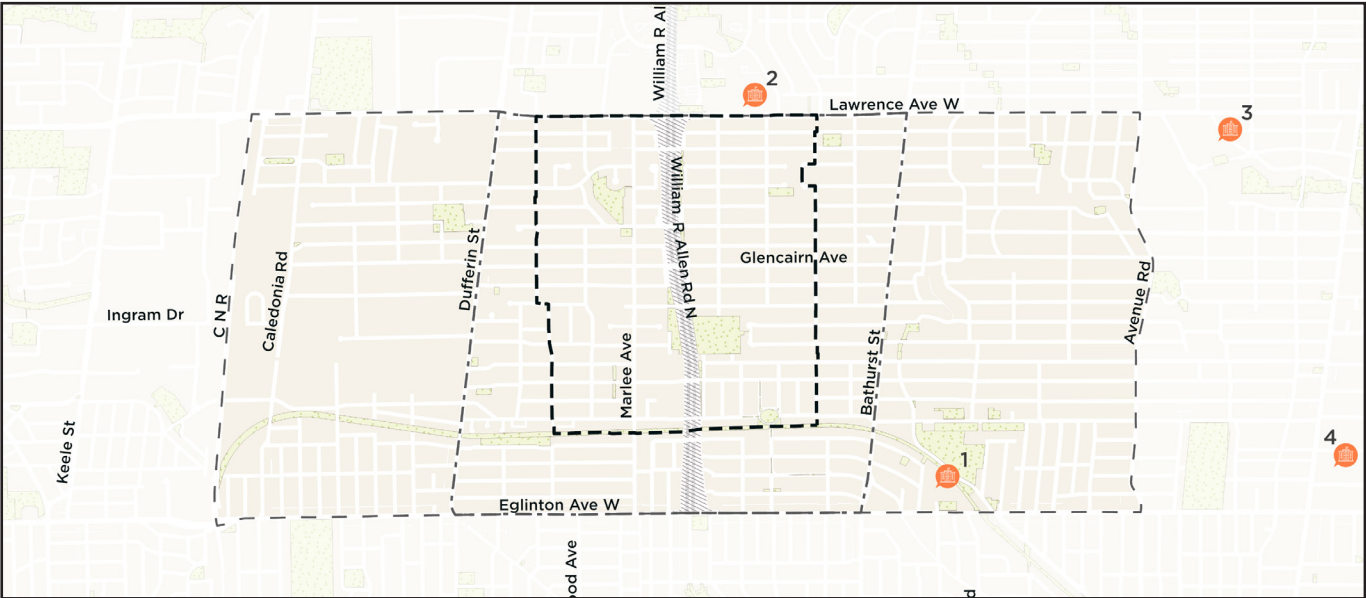 William R Al
2
Lawrence Ave W
3
William R Allen Rd N
Dufferin St
Glencairn Ave
Caledonia Rd
C N R
Avenue Rd
Ingram Dr
Marlee Ave
Bathurst St
Keele St
4
1
Eglinton Ave W
ood Ave
d